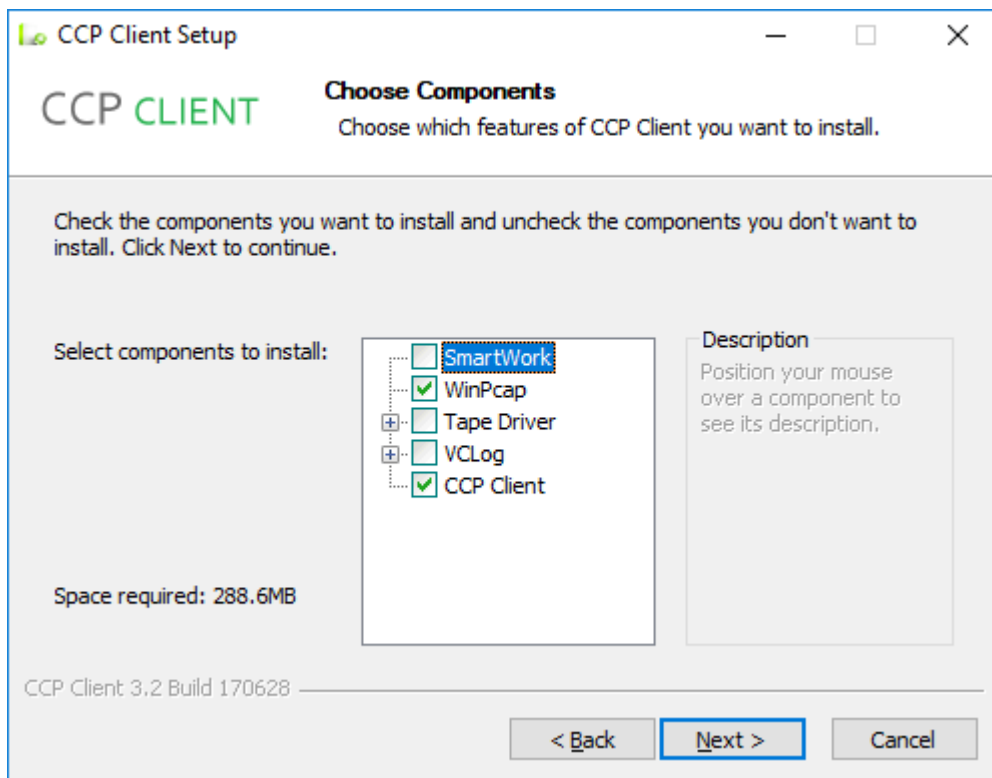 CCP Client Setup
CCP CLIENT
Choose Components
Choose which features of CCP Client you want to install.
Check the components you want to install and uncheck the components you don't want to
install. Click Next to continue.
Select components to install:
SmartWork
WinPcap
Tape Driver
VCLog
CCP Client
Description
Position your mouse
over a component to
see its description.
Space required: 288.6MB
CCP Client 3.2 Build 170628
< Back
Next >
Cancel